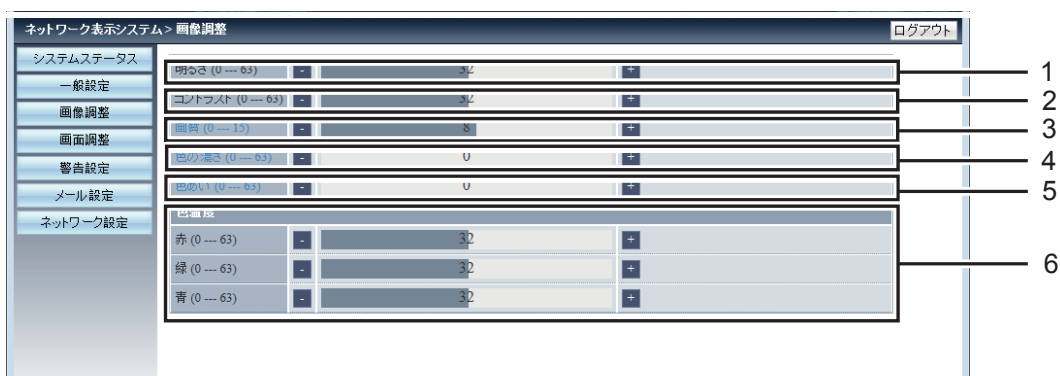 ネットワーク表示システム > 画像調整 ログアウト
システムステータス
一般設定
画像調整
画面調整
警告設定
メール設定
ネットワーク設定
明るさ (0 --- 63) - 32 + 1
コントラスト (0 --- 63) - 32 + 2
画質 (0 --- 15) - 8 + 3
色の濃さ (0 --- 63) - 0 + 4
色あい (0 --- 63) - 0 + 5
色温度
赤 (0 --- 63) - 32 +
緑 (0 --- 63) - 32 + 6
青 (0 --- 63) - 32 +